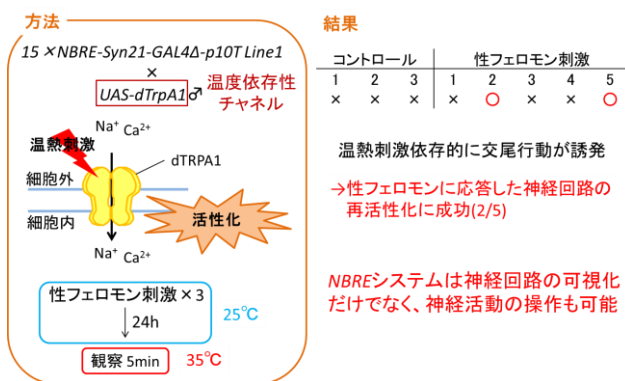 方法
15 ×NBRE-Syn21-GAL4Δ-p10T Line1
×
UAS-dTrpA1♂
温度依存性
チャネル
Na⁺ Ca²⁺
温熱刺激
dTRPA1
細胞外
細胞内
活性化
Na⁺ Ca²⁺
性フェロモン刺激×3
↓24h
25℃
観察 5min
35℃
結果
コントロール 性フェロモン刺激
1 2 3 1 2 3 4 5
× × × × ○ × × ○
温熱刺激依存的に交尾行動が誘発
→性フェロモンに応答した神経回路の
再活性化に成功(2/5)
NBREシステムは神経回路の可視化
だけでなく、神経活動の操作も可能